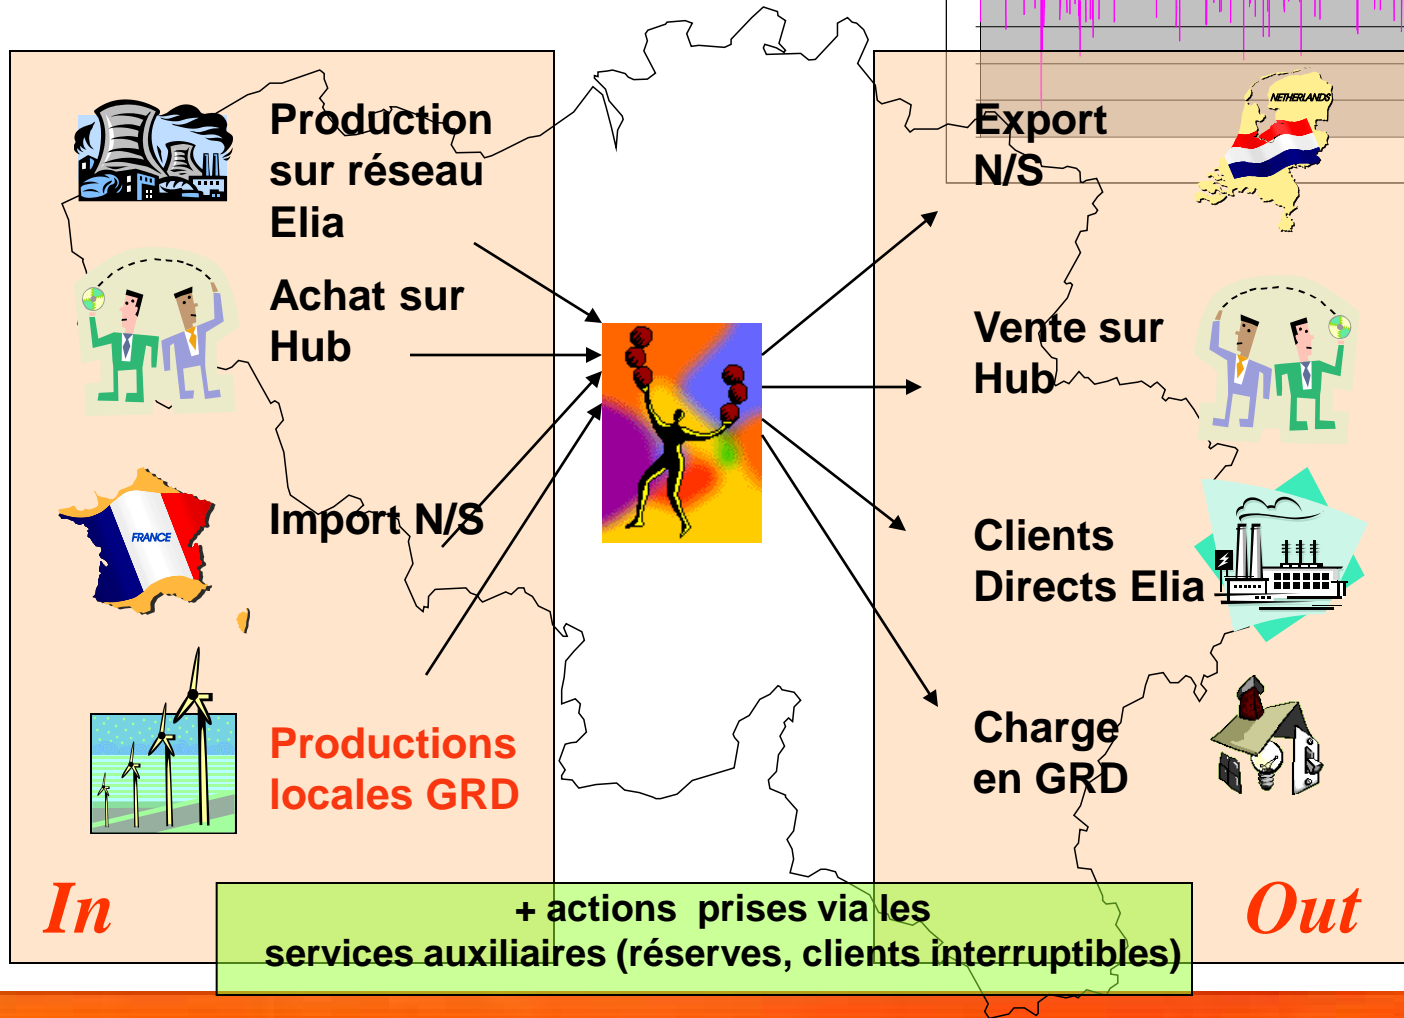 Production
sur réseau
Elia
Achat sur
Hub
FRANCE
Import N/S
Productions
locales GRD
In
NETHERLANDS
Export
N/S
Vente sur
Hub
Clients
Directs Elia
Charge
en GRD
Out
+ actions prises via les
services auxiliaires (réserves, clients interruptibles)